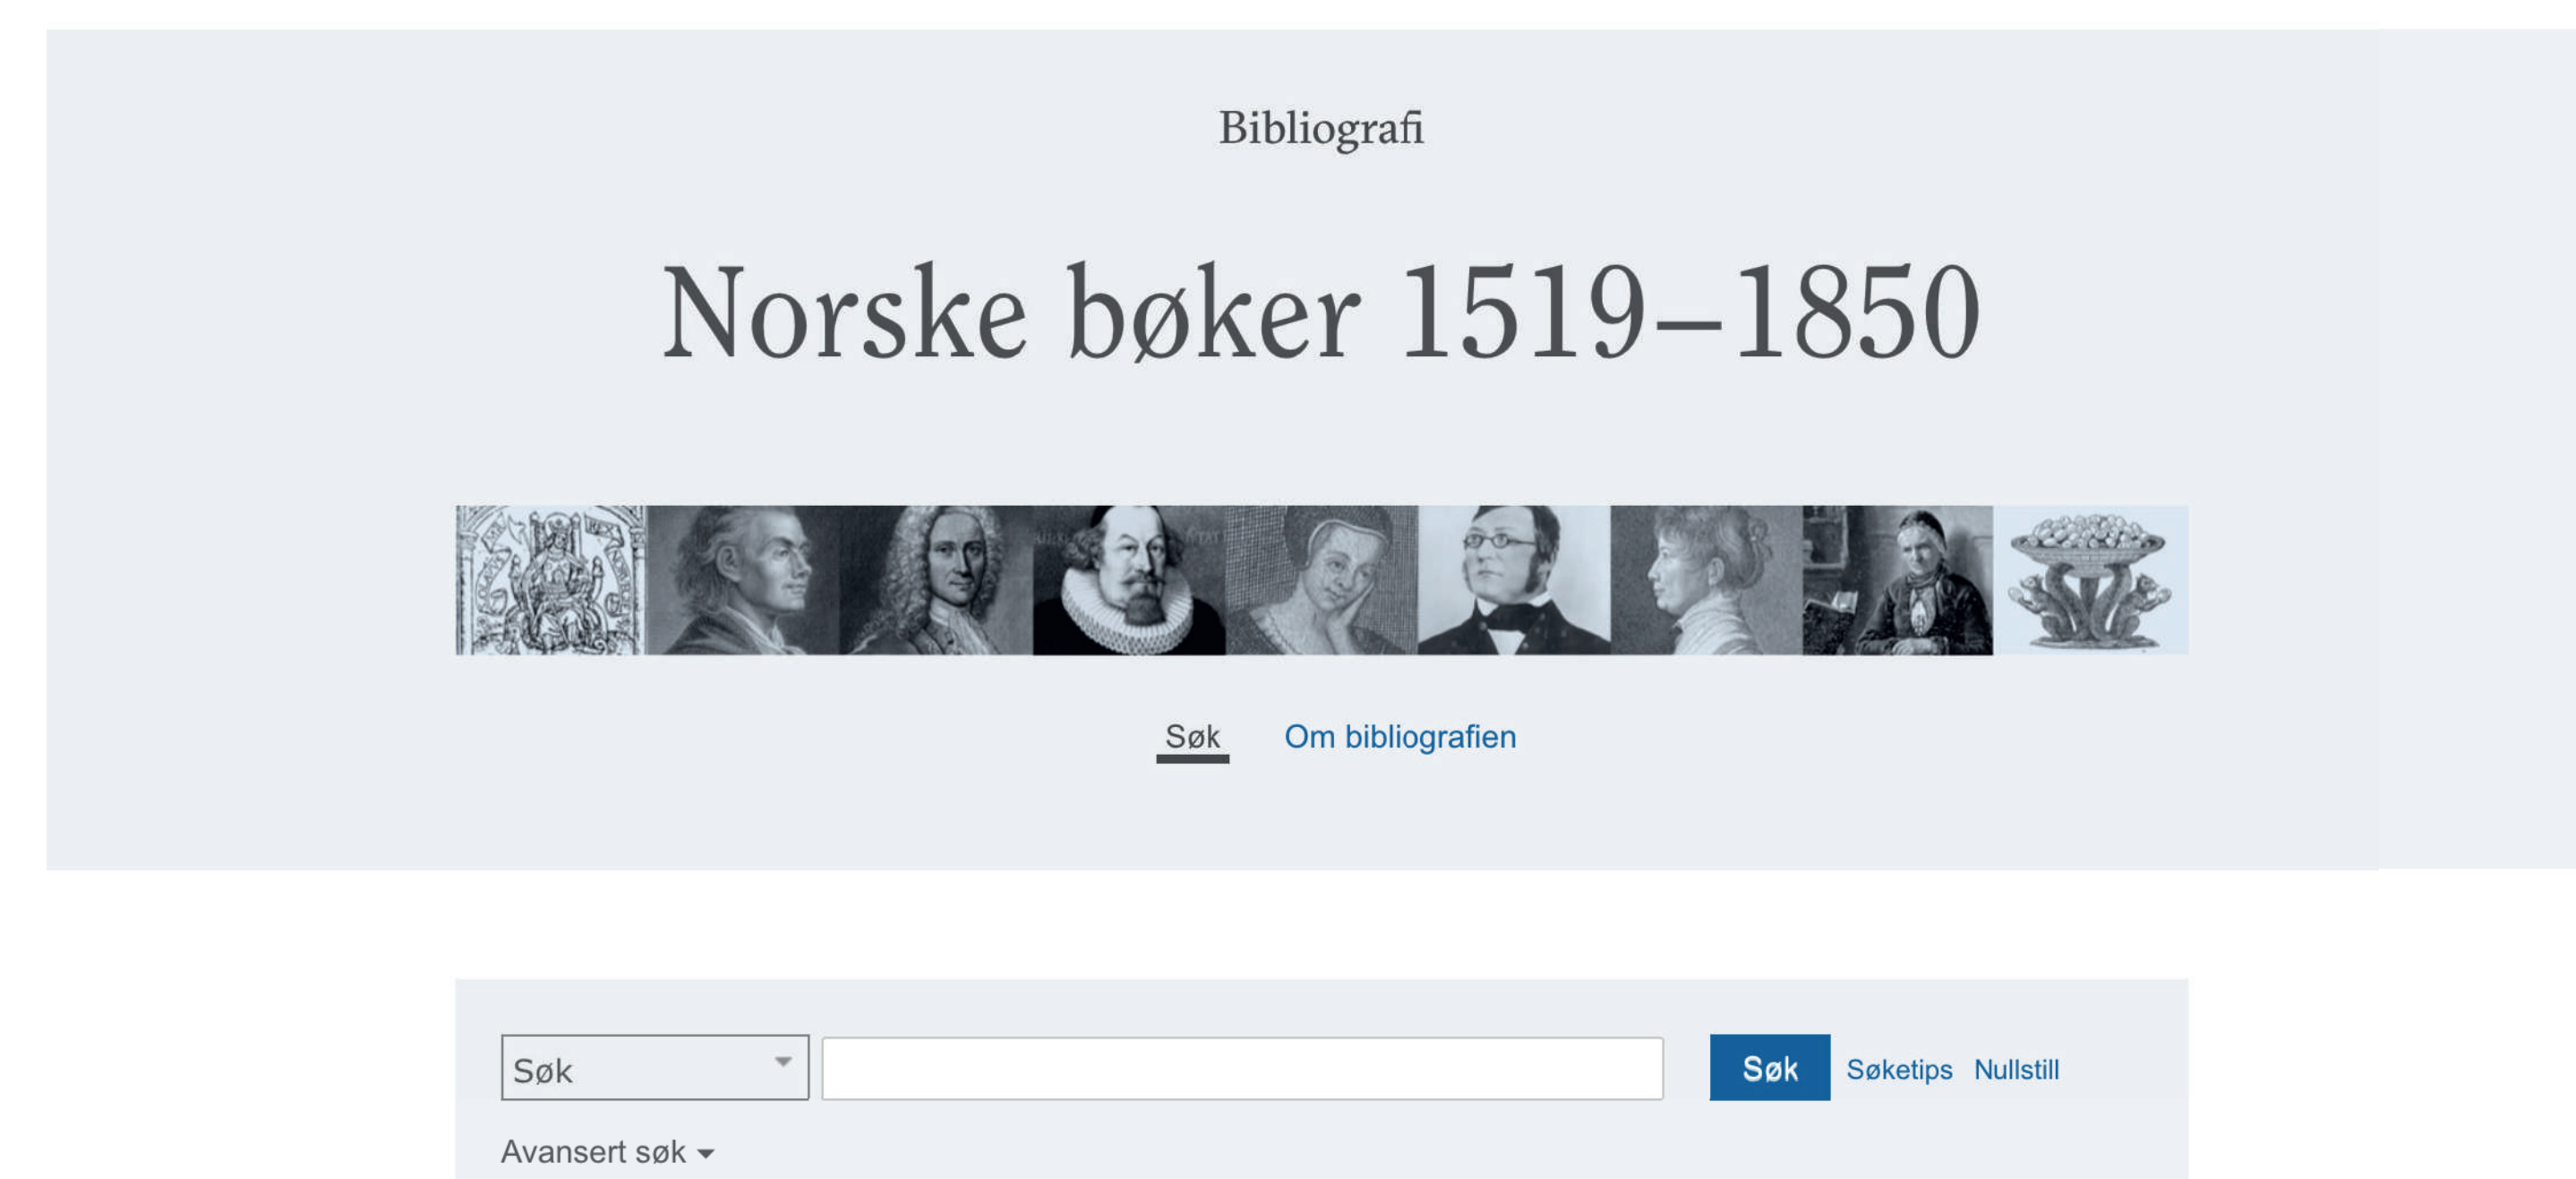 Bibliografi
Norske bøker 1519–1850
Søk Om bibliografien
Søk Søk Søketips Nullstill
Avansert søk